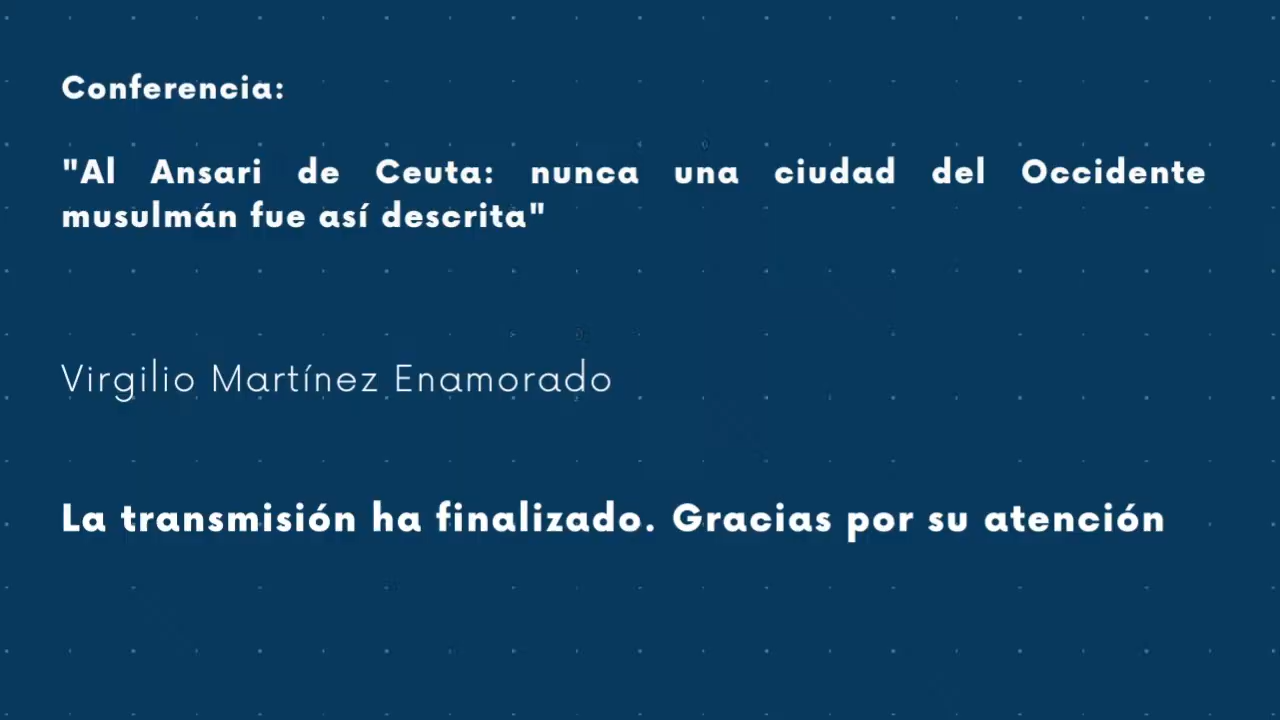 Conferencia:
"Al Ansari de Ceuta: nunca una ciudad del Occidente
musulmán fue así descrita"
Virgilio Martínez Enamorado
La transmisión ha finalizado. Gracias por su atención